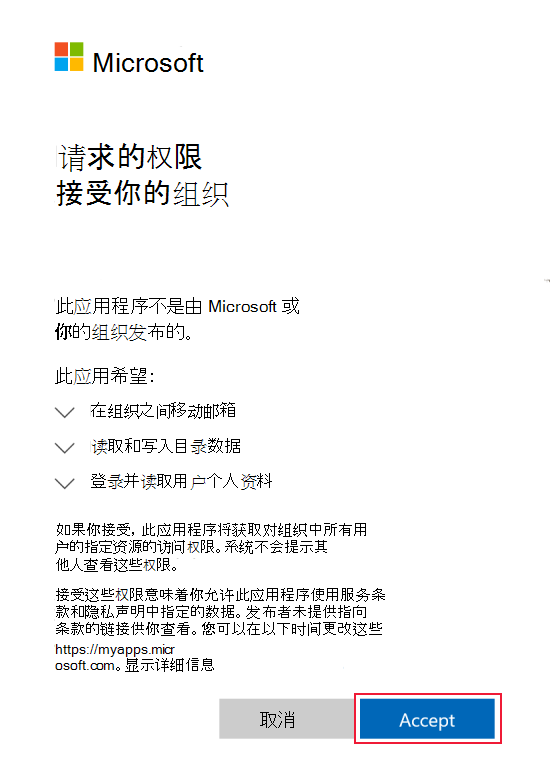 Microsoft
请求的权限
接受你的组织
此应用程序不是由 Microsoft 或
你的组织发布的。
此应用希望：
在组织之间移动邮箱
读取和写入目录数据
登录并读取用户个人资料
如果你接受，此应用程序将获取对组织中所有用
户的指定资源的访问权限。系统不会提示其
他人查看这些权限。
接受这些权限意味着你允许此应用程序使用服务条
款和隐私声明中指定的数据。发布者未提供指向
条款的链接供你查看。您可以在以下时间更改这些
https://myapps.micr
osoft.com。显示详细信息
取消
Accept